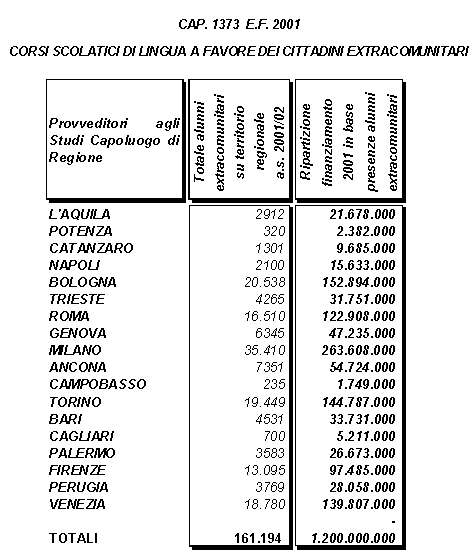 CAP. 1373 E.F. 2001
CORSI SCOLATICI DI LINGUA A FAVORE DEI CITTADINI EXTRACOMUNITARI
Provveditori agli
Studi Capoluogo di
Regione
Totale alunni
extracomunitari
su territorio
regionale
a.s. 2001/02
Ripartizione
finanziamento
2001 in base
presenze alunni
extracomunitari
L'AQUILA 2912 21.678.000
POTENZA 320 2.382.000
CATANZARO 1301 9.685.000
NAPOLI 2100 15.633.000
BOLOGNA 20.538 152.894.000
TRIESTE 4265 31.751.000
ROMA 16.510 122.908.000
GENOVA 6345 47.235.000
MILANO 35.410 263.608.000
ANCONA 7351 54.724.000
CAMPOBASSO 235 1.749.000
TORINO 19.449 144.787.000
BARI 4531 33.731.000
CAGLIARI 700 5.211.000
PALERMO 3583 26.673.000
FIRENZE 13.095 97.485.000
PERUGIA 3769 28.058.000
VENEZIA 18.780 139.807.000
-
TOTALI 161.194 1.200.000.000